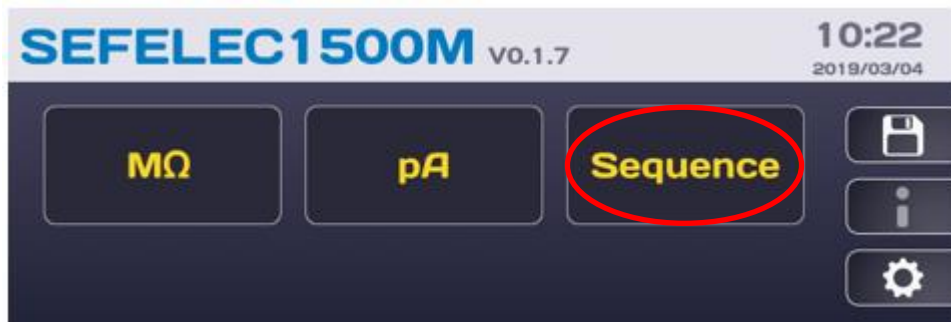 SEFELEC1500M V0.1.7
10:22
2019/03/04
MΩ
pA
Sequence